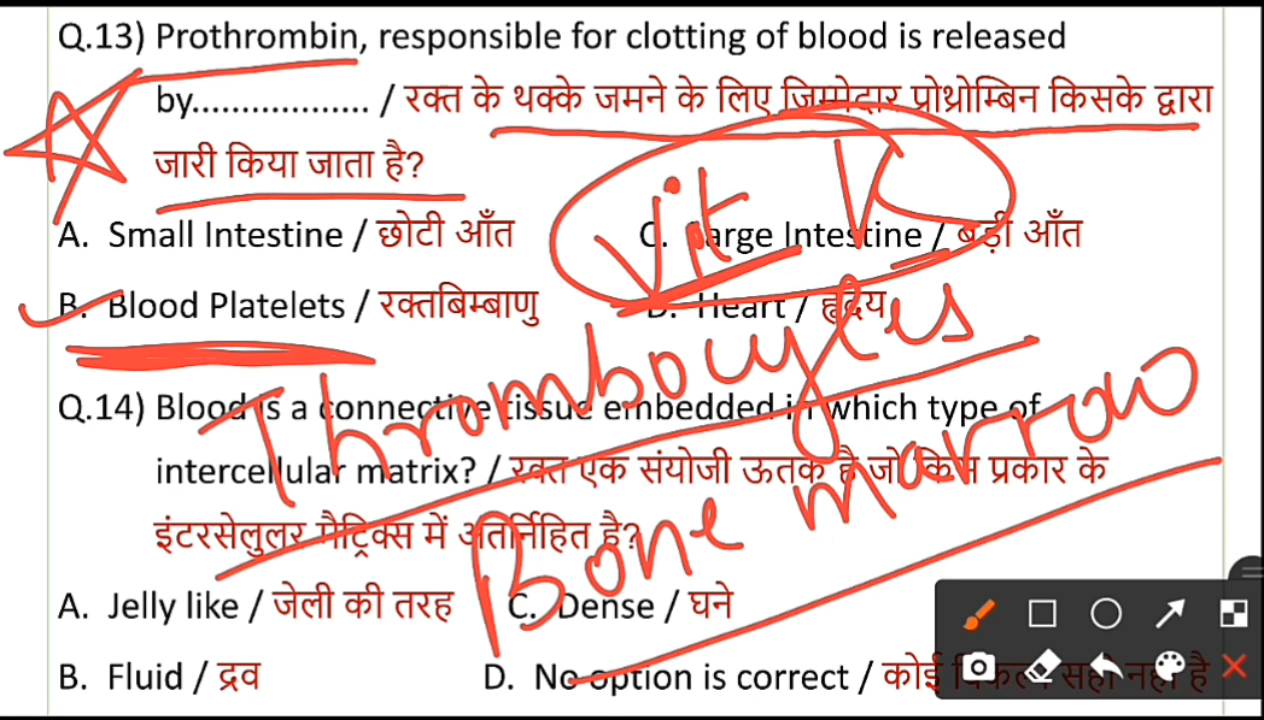 Q.13) Prothrombin, responsible for clotting of blood is released
by.................. / रक्त के थक्के जमने के लिए जिम्मेदार प्रोथ्रोम्बिन किसके द्वारा
जारी किया जाता है?
Vit K
A. Small Intestine / छोटी आँत
C. Large Intestine / बड़ी आँत
B. Blood Platelets / रक्तबिम्बाणु
D. Heart / हृदय
Thrombocytes
Q.14) Blood is a connective tissue embedded in which type of
intercellular matrix? / रक्त एक संयोजी ऊतक है जो किस प्रकार के
इंटरसेलुलर मैट्रिक्स में अंतर्निहित है?
Bone marrow
A. Jelly like / जेली की तरह
C. Dense / घने
B. Fluid / द्रव
D. No option is correct / कोई विकल्प सही नहीं है